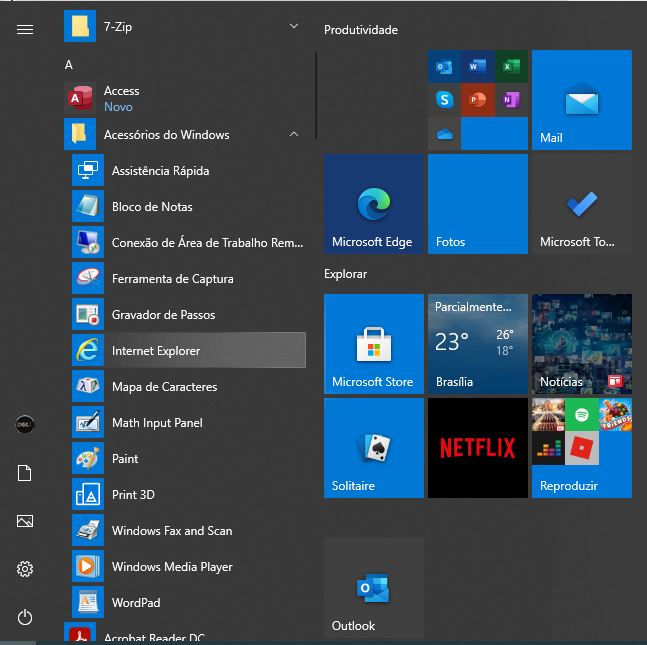 7-Zip
A
Access
Novo
Acessórios do Windows
Assistência Rápida
Bloco de Notas
Conexão de Área de Trabalho Rem...
Ferramenta de Captura
Gravador de Passos
Internet Explorer
Mapa de Caracteres
Math Input Panel
Paint
Print 3D
Windows Fax and Scan
Windows Media Player
WordPad
Acrobat Reader DC
DELL
Produtividade
Mail
Microsoft Edge
Fotos
Microsoft To...
Explorar
Microsoft Store
Parcialmente...
23°
26°
18°
Brasília
Notícias
Solitaire
NETFLIX
FRIENDS
Reproduzir
Outlook